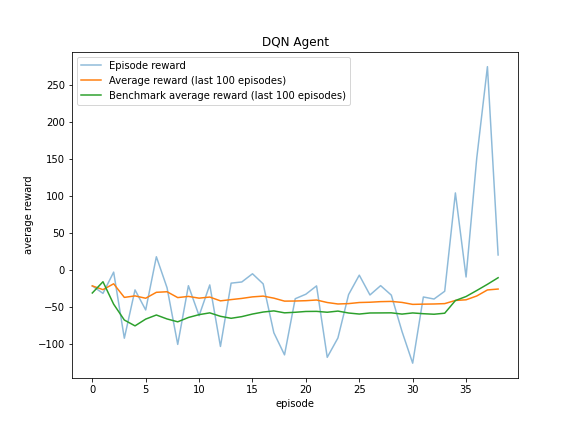 DQN Agent
Episode reward
Average reward (last 100 episodes)
Benchmark average reward (last 100 episodes)
250
200
150
100
50
0
−50
−100
average reward
0 5 10 15 20 25 30 35
episode